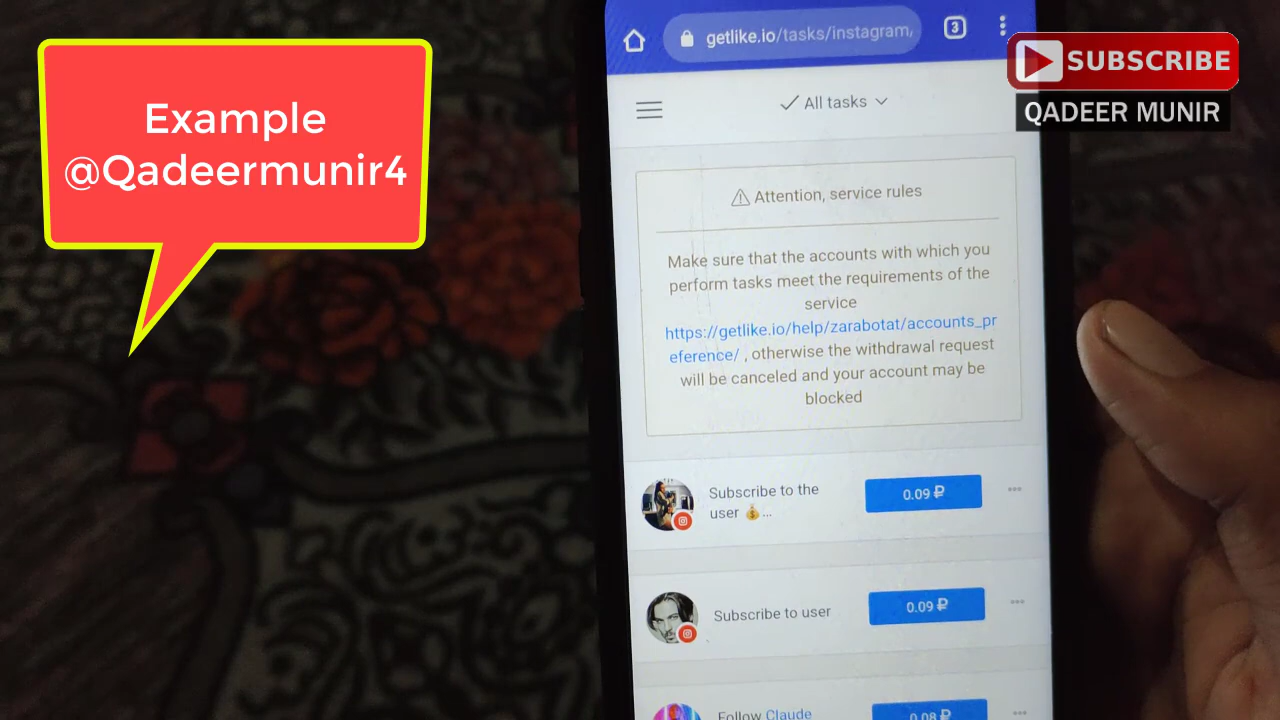 Example
@Qadeermunir4
getlike.io/tasks/instagram,
3
SUBSCRIBE
QADEER MUNIR
All tasks
Attention, service rules
Make sure that the accounts with which you
perform tasks meet the requirements of the
service
https://getlike.io/help/zarabotat/accounts_pr
eference/ , otherwise the withdrawal request
will be canceled and your account may be
blocked
Subscribe to the
user 💰...
0.09 ₽
Subscribe to user
0.09 ₽
Follow Claude
0.08 ₽